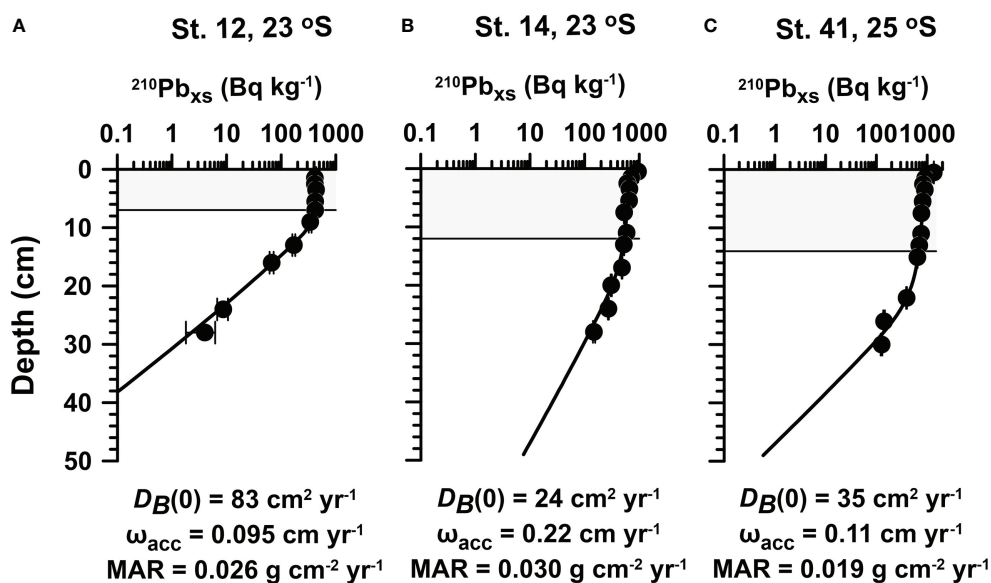 A St. 12, 23 °S B St. 14, 23 °S C St. 41, 25 °S
²¹⁰Pbxs (Bq kg⁻¹) ²¹⁰Pbxs (Bq kg⁻¹) ²¹⁰Pbxs (Bq kg⁻¹)
0.1 1 10 100 1000 0.1 1 10 100 1000 0.1 1 10 100 1000
0
10
20
30
40
50
Depth (cm)
DB(0) = 83 cm² yr⁻¹ DB(0) = 24 cm² yr⁻¹ DB(0) = 35 cm² yr⁻¹
ωacc = 0.095 cm yr⁻¹ ωacc = 0.22 cm yr⁻¹ ωacc = 0.11 cm yr⁻¹
MAR = 0.026 g cm⁻² yr⁻¹ MAR = 0.030 g cm⁻² yr⁻¹ MAR = 0.019 g cm⁻² yr⁻¹